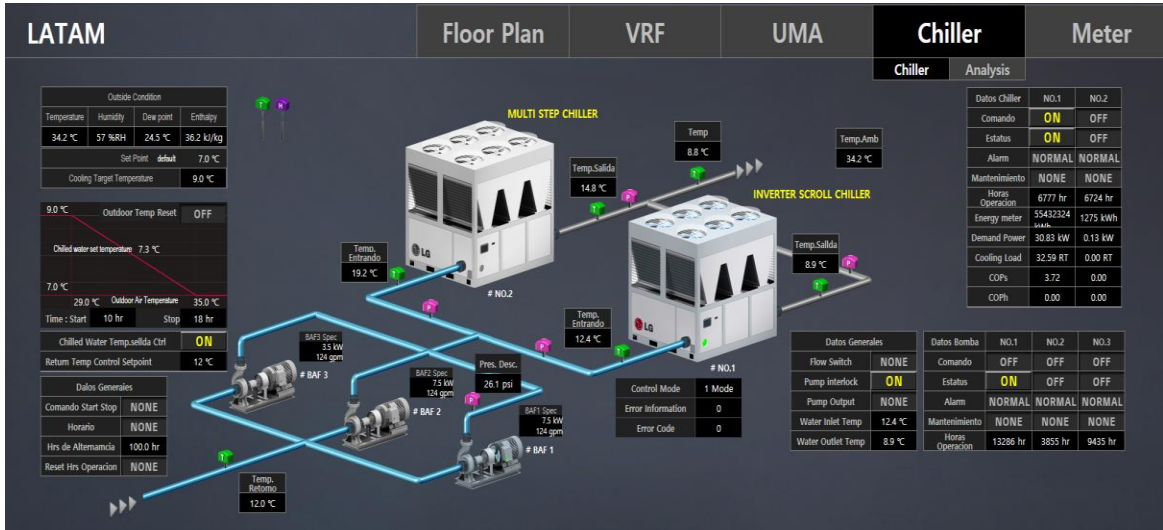 LATAM
Floor Plan
VRF
UMA
Chiller
Meter
Chiller
Analysis
Outside Condition
Temperature Humidity Dew point Enthalpy
34.2 ℃ 57 %RH 24.5 ℃ 36.2 kJ/kg
Set Point default 7.0 ℃
Cooling Target Temperature 9.0 ℃
9.0 ℃ Outdoor Temp Reset OFF
Chilled water set temperature 7.3 ℃
7.0 ℃
29.0 ℃ Outdoor Air Temperature 35.0 ℃
Time : Start 10 hr Stop 18 hr
Chilled Water Temp.sellda Ctrl ON
Return Temp Control Setpoint 12 ℃
Datos Generaies
Comando Start Stop NONE
Horario NONE
Hrs de Alternamcia 100.0 hr
Reset Hrs Operacion NONE
T
H
MULTI STEP CHILLER
Temp
8.8 ℃
Temp.Amb
34.2 ℃
Temp.Salida
14.8 ℃
T
P
T
INVERTER SCROLL CHILLER
Temp.Sallda
8.9 ℃
P
T
Temp.
Entrando
19.2 ℃
T
LG
# NO.2
P
Temp.
Entrando
12.4 ℃
P
T
LG
# NO.1
BAF3 Spec
3.5 kW
124 gpm
# BAF 3
BAF2 Spec
7.5 kW
124 gpm
# BAF 2
Pres. Desc.
26.1 psi
P
BAF1 Spec
7.5 kW
124 gpm
# BAF 1
T
Temp.
Retorno
12.0 ℃
Control Mode 1 Mode
Error Information 0
Error Code 0
Datos Chiller NO.1 NO.2
Comando ON OFF
Estatus ON OFF
Alarm NORMAL NORMAL
Mantenimiento NONE NONE
Horas
Operacion 6777 hr 6724 hr
Energy meter 55432324 kWh 1275 kWh
Demand Power 30.83 kW 0.13 kW
Cooling Load 32.59 RT 0.00 RT
COPs 3.72 0.00
COPh 0.00 0.00
Datos Generales
Flow Switch NONE
Pump interlock ON
Pump Output NONE
Water Inlet Temp 12.4 ℃
Water Outlet Temp 8.9 ℃
Datos Bomba NO.1 NO.2 NO.3
Comando OFF OFF OFF
Estatus ON OFF OFF
Alarm NORMAL NORMAL NORMAL
Mantenimiento NONE NONE NONE
Horas
Operacion 13286 hr 3855 hr 9435 hr